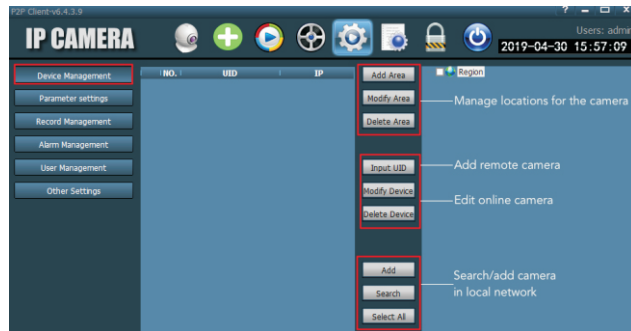 P2P Client-v6.4.3.9
? – □ X
IP CAMERA
Users: admin
2019-04-30 15:57:09
Device Management
Parameter settings
Record Management
Alarm Management
User Management
Other Settings
NO. UID IP
Add Area
Modify Area
Delete Area
Region
Manage locations for the camera
Input UID
Modify Device
Delete Device
Add remote camera
Edit online camera
Add
Search
Select All
Search/add camera
in local network